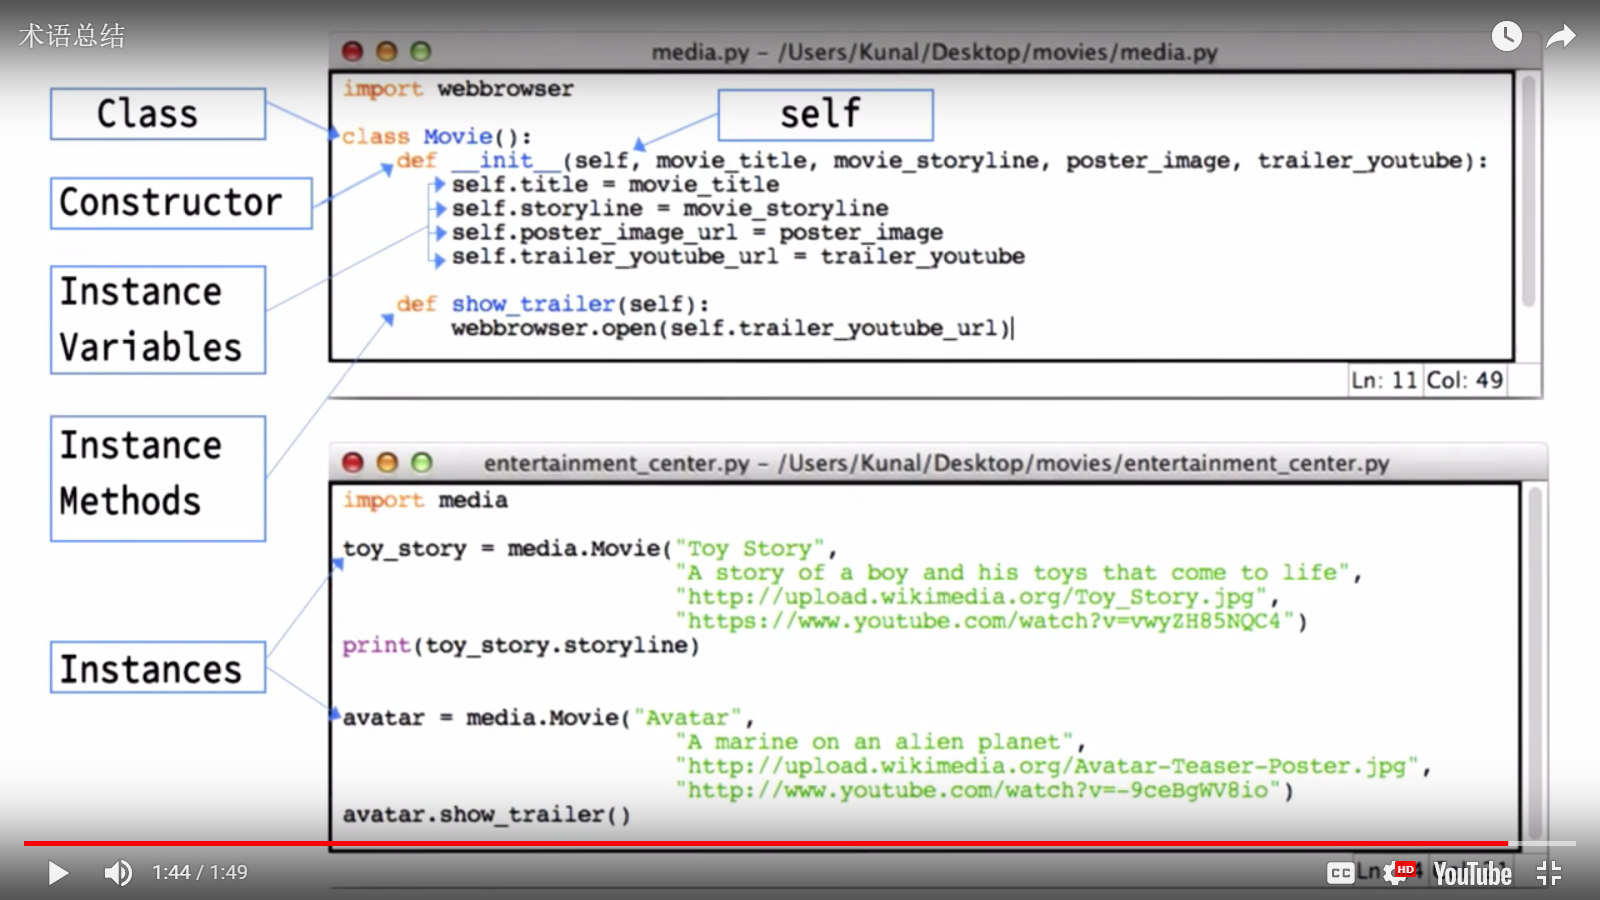 术语总结
media.py – /Users/Kunal/Desktop/movies/media.py
Class
self
import webbrowser
class Movie():
def __init__(self, movie_title, movie_storyline, poster_image, trailer_youtube):
Constructor
self.title = movie_title
self.storyline = movie_storyline
self.poster_image_url = poster_image
self.trailer_youtube_url = trailer_youtube
Instance
Variables
def show_trailer(self):
webbrowser.open(self.trailer_youtube_url)
Ln: 11 Col: 49
Instance
Methods
entertainment_center.py – /Users/Kunal/Desktop/movies/entertainment_center.py
import media
toy_story = media.Movie("Toy Story",
"A story of a boy and his toys that come to life",
"http://upload.wikimedia.org/Toy_Story.jpg",
"https://www.youtube.com/watch?v=vwyZH85NQC4")
print(toy_story.storyline)
Instances
avatar = media.Movie("Avatar",
"A marine on an alien planet",
"http://upload.wikimedia.org/Avatar-Teaser-Poster.jpg",
"http://www.youtube.com/watch?v=-9ceBgWV8io")
avatar.show_trailer()
1:44 / 1:49
CC
HD
YouTube